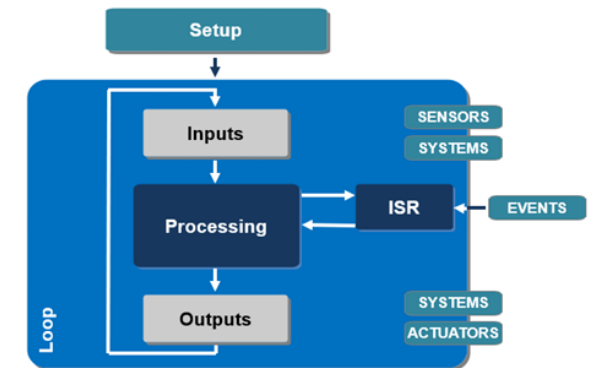 Setup
Inputs
SENSORS
SYSTEMS
Processing
ISR
EVENTS
Outputs
SYSTEMS
ACTUATORS
Loop